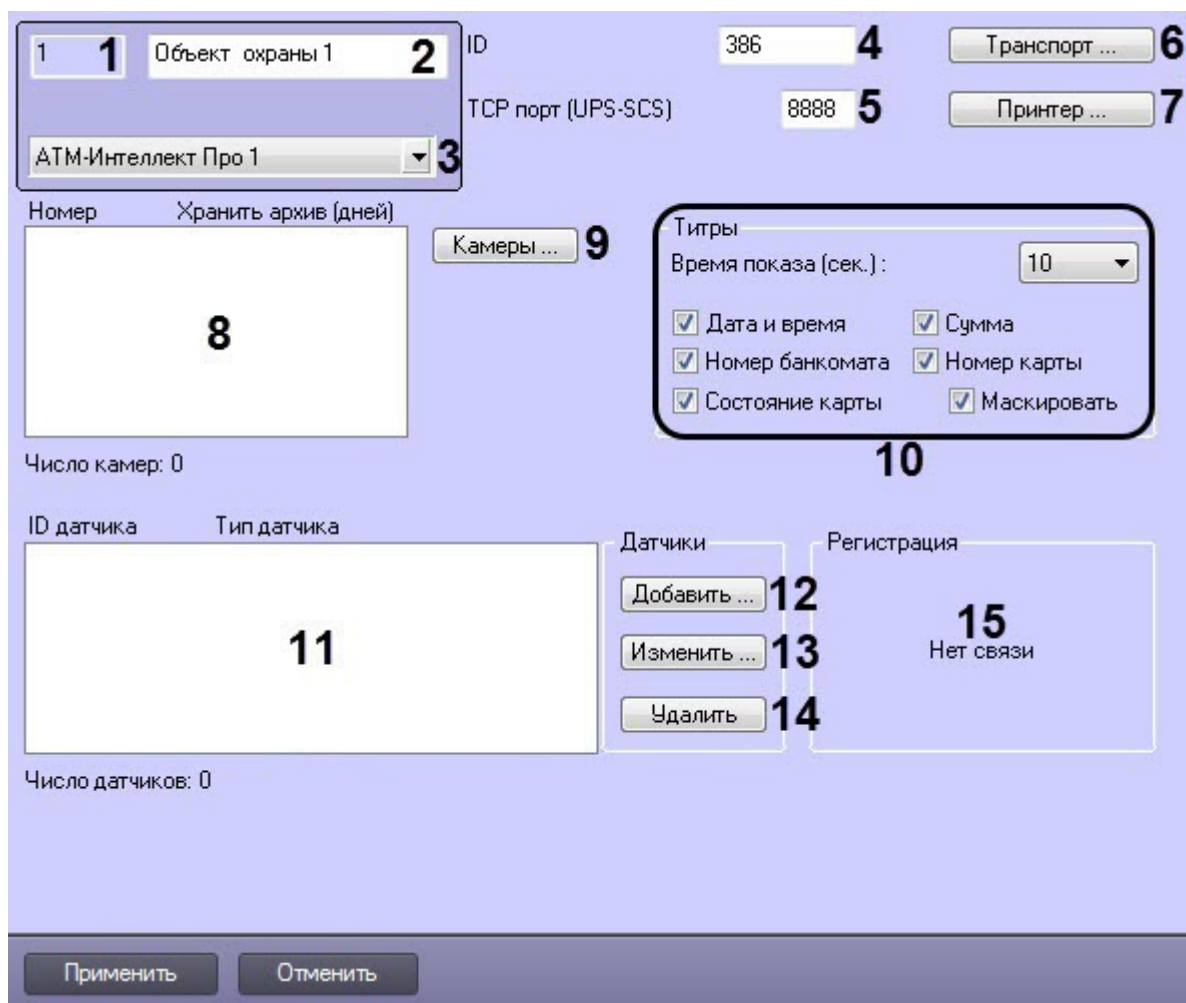 1 1 Объект охраны 1 2 ID 386 4 Транспорт ... 6
TCP порт (UPS-SCS) 8888 5 Принтер ... 7
АТМ-Интеллект Про 1 3
Номер Хранить архив (дней)
Камеры ... 9
8
Титры
Время показа (сек.) : 10
Дата и время Сумма
Номер банкомата Номер карты
Состояние карты Маскировать
10
Число камер: 0
ID датчика Тип датчика
11
Датчики
Добавить ... 12
Изменить ... 13
Удалить 14
Регистрация
15
Нет связи
Число датчиков: 0
Применить Отменить